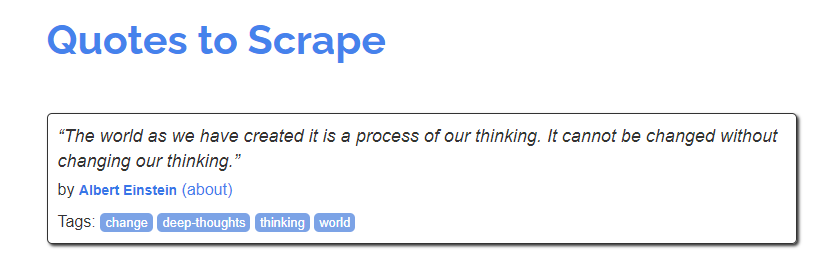 Quotes to Scrape
“The world as we have created it is a process of our thinking. It cannot be changed without
changing our thinking.”
by Albert Einstein (about)
Tags: change deep-thoughts thinking world